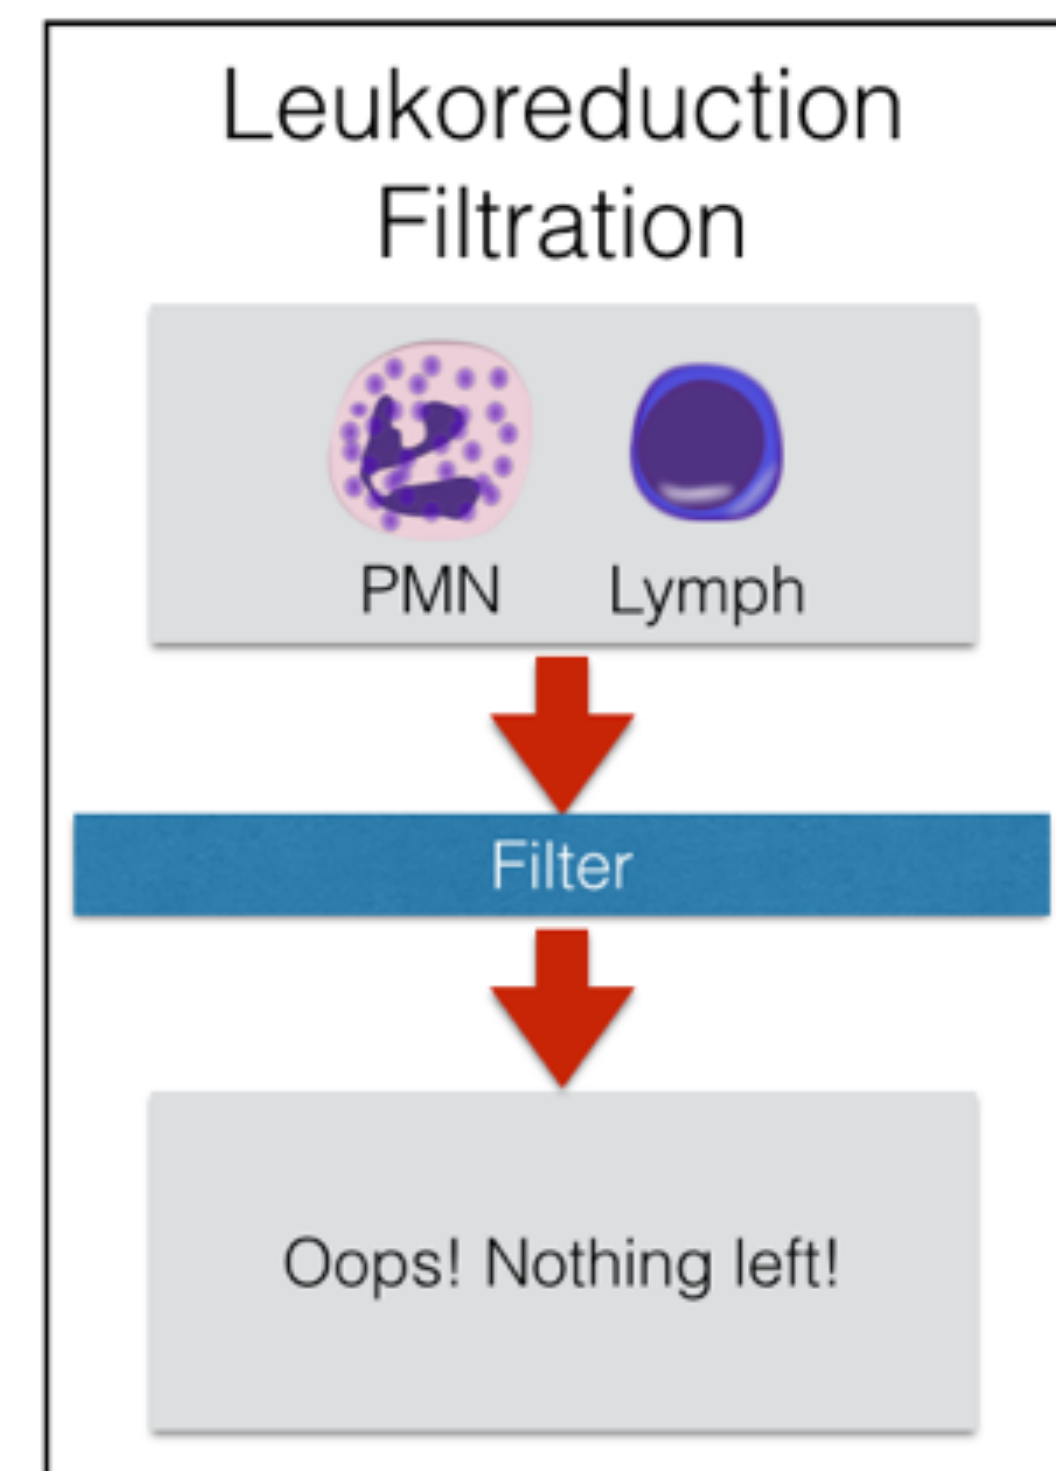 Leukoreduction
Filtration
PMN Lymph
Filter
Oops! Nothing left!